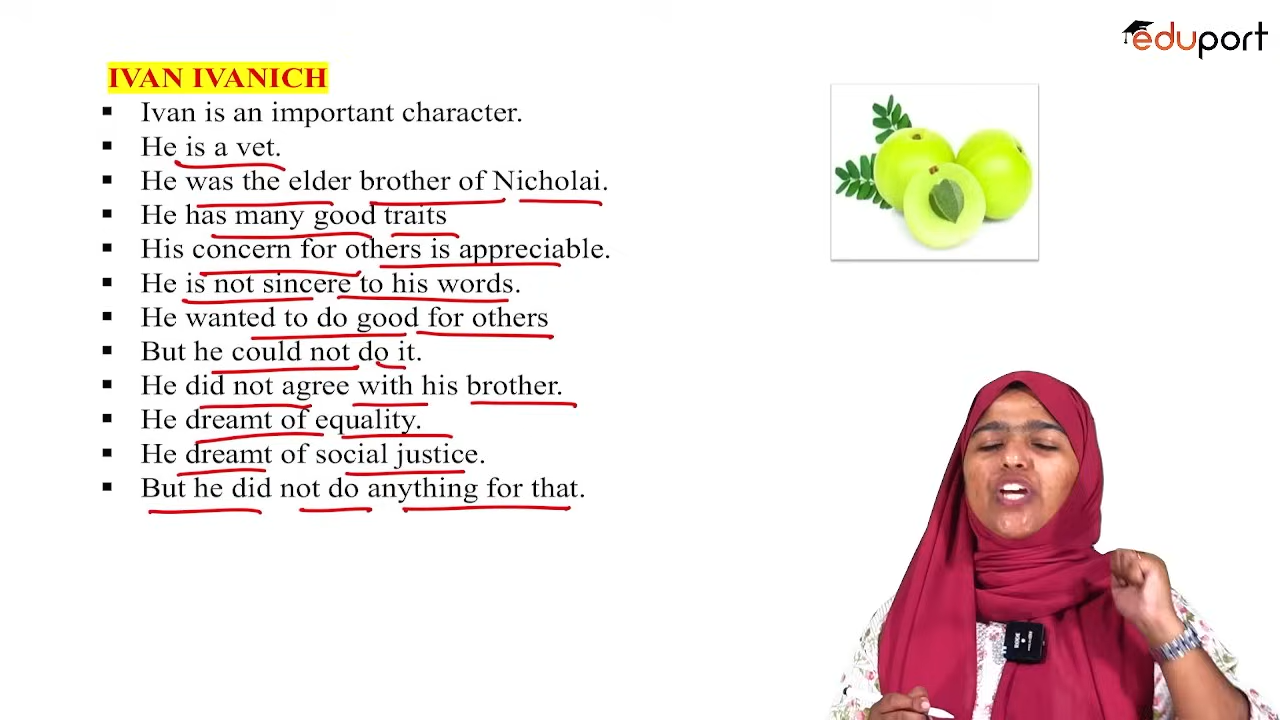 eduport
IVAN IVANICH
▪ Ivan is an important character.
▪ He is a vet.
▪ He was the elder brother of Nicholai.
▪ He has many good traits
▪ His concern for others is appreciable.
▪ He is not sincere to his words.
▪ He wanted to do good for others
▪ But he could not do it.
▪ He did not agree with his brother.
▪ He dreamt of equality.
▪ He dreamt of social justice.
▪ But he did not do anything for that.